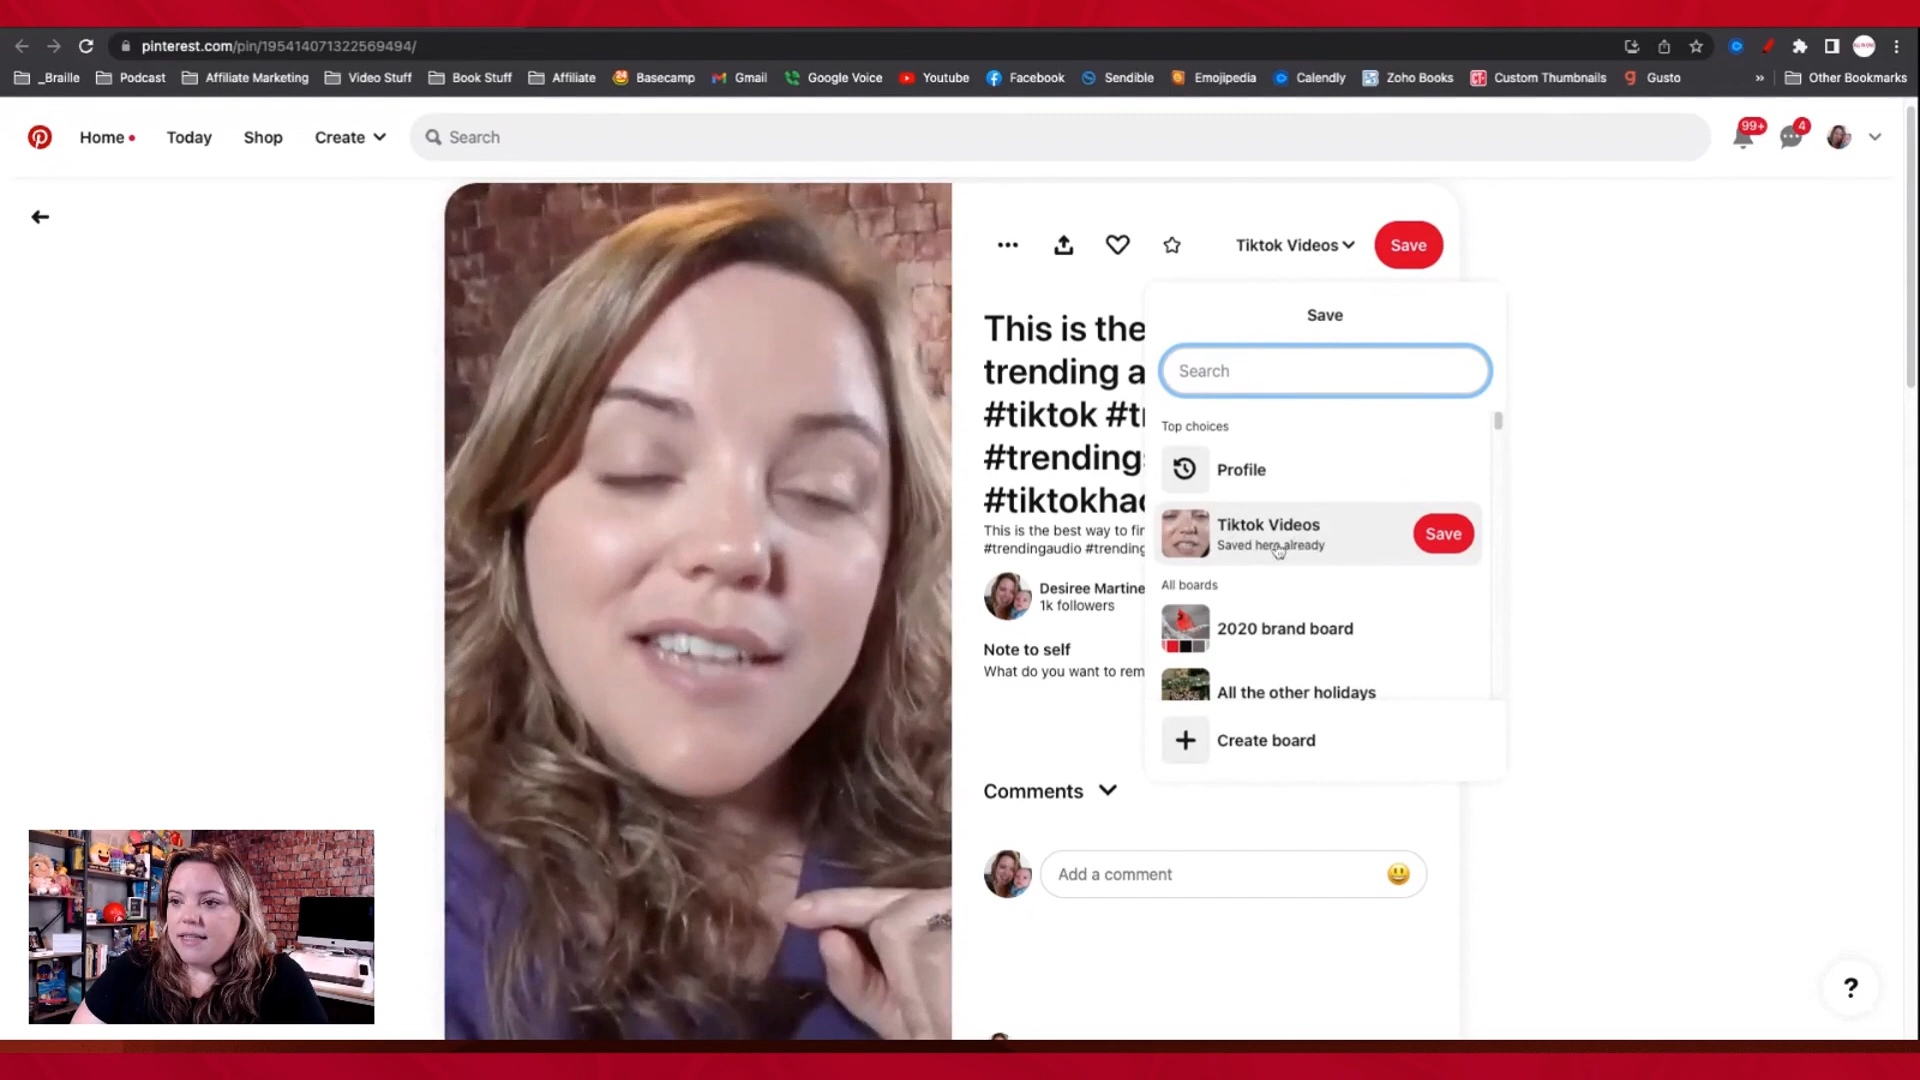 pinterest.com/pin/195414071322569494/
_Braille Podcast Affiliate Marketing Video Stuff Book Stuff Affiliate Basecamp Gmail Google Voice Youtube Facebook Sendible Emojipedia Calendly Zoho Books Custom Thumbnails Gusto » Other Bookmarks
Home Today Shop Create Search 99+ 4
Tiktok Videos Save
Save
Search
Top choices
Profile
Tiktok Videos
Saved here already
Save
All boards
2020 brand board
All the other holidays
Create board
This is the
trending a
#tiktok #t
#trending
#tiktokhac
This is the best way to fin
#trendingaudio #trending
Desiree Martine
1k followers
Note to self
What do you want to rem
Comments
Add a comment
?